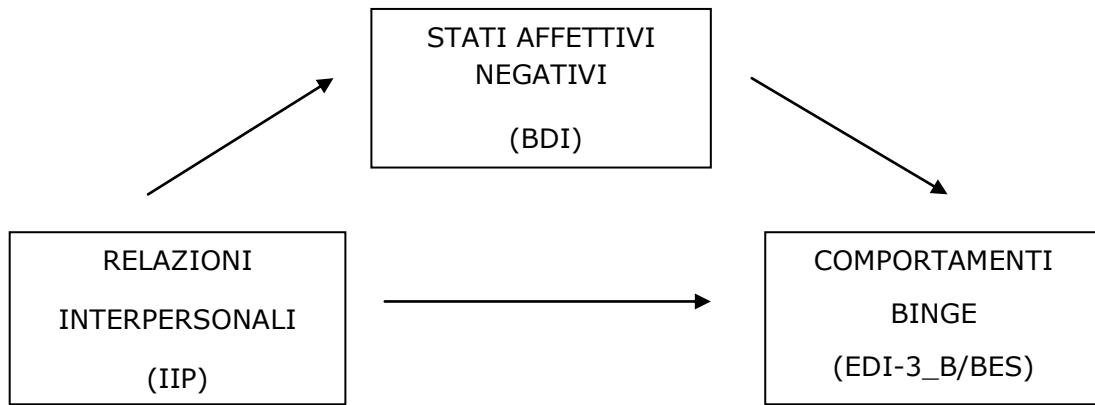 STATI AFFETTIVI
NEGATIVI
(BDI)
RELAZIONI
INTERPERSONALI
(IIP)
COMPORTAMENTI
BINGE
(EDI-3_B/BES)